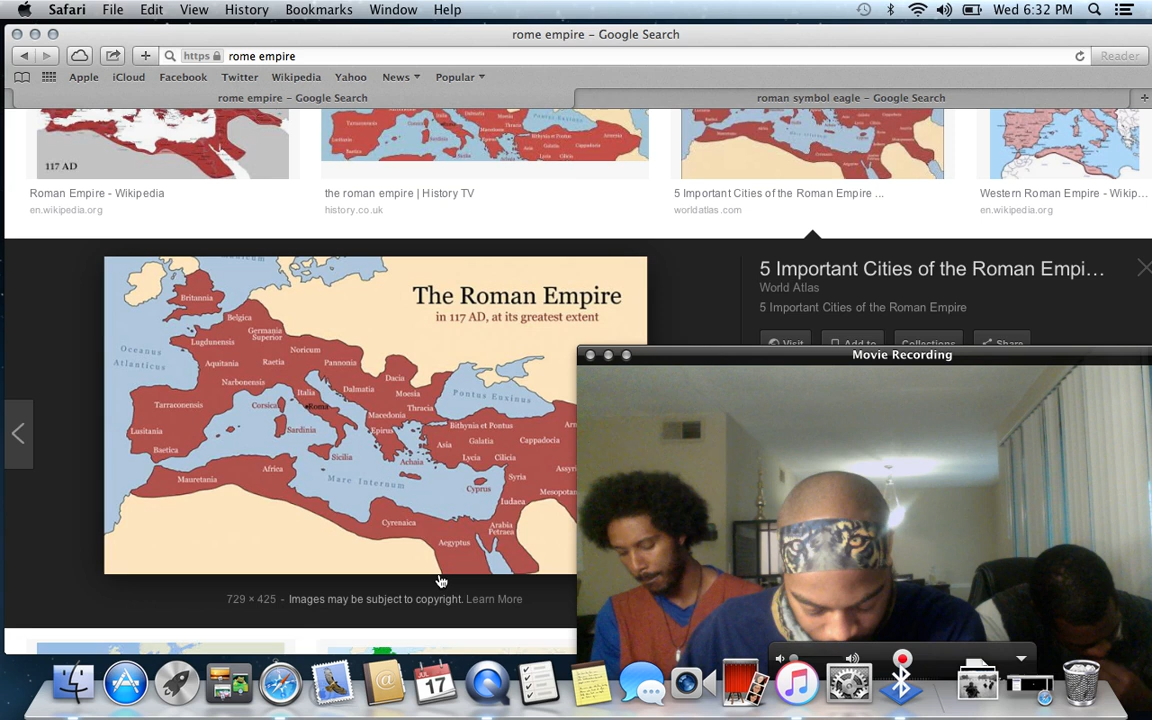 Safari File Edit View History Bookmarks Window Help Wed 6:32 PM
rome empire – Google Search
https rome empire Reader
Apple iCloud Facebook Twitter Wikipedia Yahoo News Popular
rome empire – Google Search roman symbol eagle – Google Search
117 AD
Roman Empire - Wikipedia
en.wikipedia.org
the roman empire | History TV
history.co.uk
5 Important Cities of the Roman Empire ...
worldatlas.com
Western Roman Empire - Wikip...
en.wikipedia.org
The Roman Empire
in 117 AD, at its greatest extent
Britannia
Belgica
Germania
Superior
Lugdunensis
Noricum
Oceanus
Atlanticus
Aquitania
Raetia
Pannonia
Narbonensis
Dacia
Italia
Dalmatia
Moesia
Pontus Euxinus
Tarraconensis
Corsica
Roma
Thracia
Macedonia
Lusitania
Sardinia
Epirus
Bithynia et Pontus
Asia
Galatia
Cappadocia
Baetica
Sicilia
Achaia
Lycia
Cilicia
Mauretania
Africa
Mare Internum
Cyprus
Syria
Iudaea
Cyrenaica
Arabia
Petraea
Aegyptus
729 × 425 - Images may be subject to copyright. Learn More
5 Important Cities of the Roman Empi...
World Atlas
5 Important Cities of the Roman Empire
Visit Add to Collections Share
Movie Recording
JUL
17